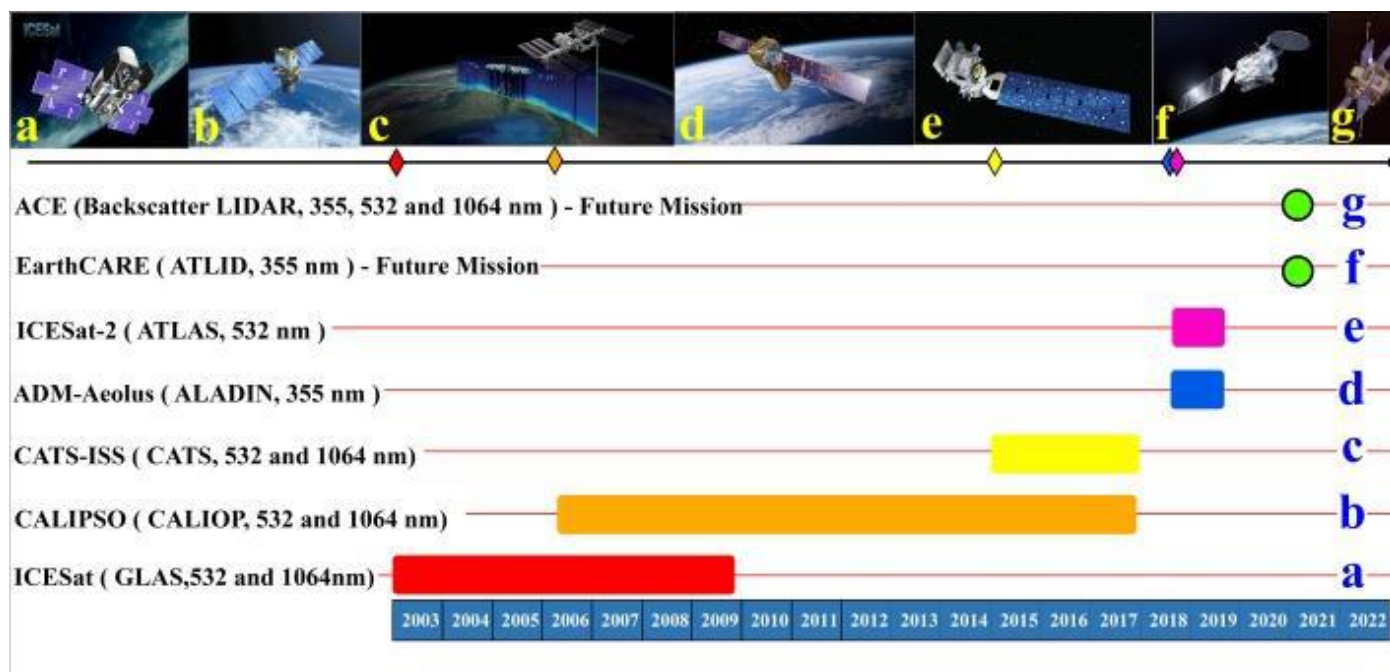 ICESat
a b c d e f g
ACE (Backscatter LIDAR, 355, 532 and 1064 nm ) - Future Mission g
EarthCARE ( ATLID, 355 nm ) - Future Mission f
ICESat-2 ( ATLAS, 532 nm ) e
ADM-Aeolus ( ALADIN, 355 nm ) d
CATS-ISS ( CATS, 532 and 1064 nm) c
CALIPSO ( CALIOP, 532 and 1064 nm) b
ICESat ( GLAS,532 and 1064nm) a
2003 2004 2005 2006 2007 2008 2009 2010 2011 2012 2013 2014 2015 2016 2017 2018 2019 2020 2021 2022